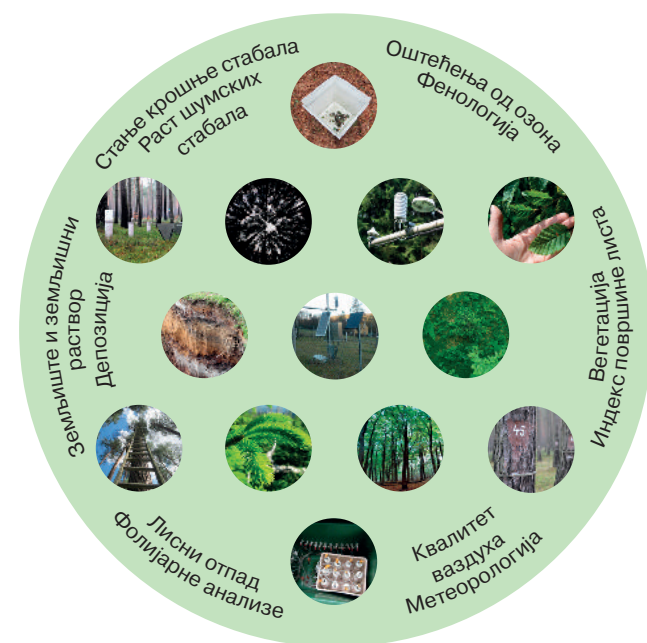 Стање крошње стабала
Раст шумских
стабала
Оштећења од озона
Фенологија
Земљиште и земљишни
раствор
Депозиција
Вегетација
Индекс површине листа
45
Лисни отпад
Фолијарне анализе
Квалитет
ваздуха
Метеорологија